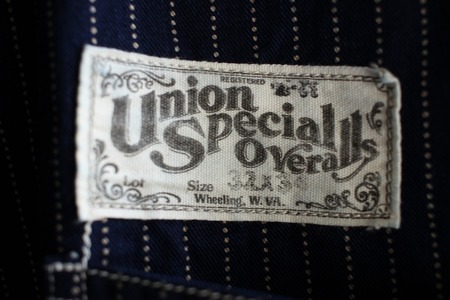 REGISTERED
Union
Special
Overalls
Lot
Size
Wheeling, W. VA.